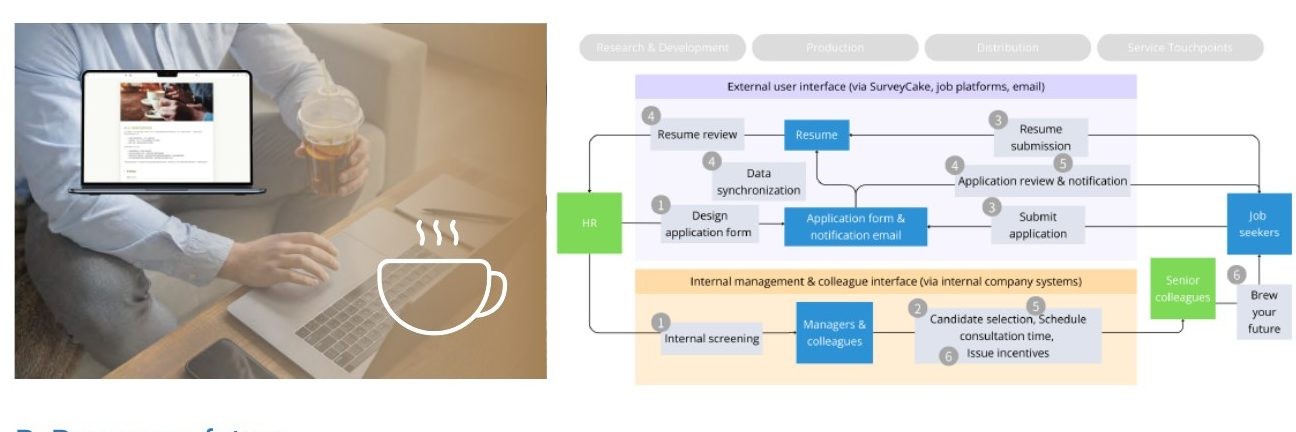 Research & Development
Production
Distribution
Service Touchpoints
External user interface (via SurveyCake, job platforms, email)
4
Resume review
Resume
3
Resume
submission
4
Data
synchronization
4
5
Application review & notification
HR
1
Design
application form
Application form &
notification email
3
Submit
application
Job
seekers
Internal management & colleague interface (via internal company systems)
Senior
colleagues
6
Brew
your
future
1
Internal screening
Managers &
colleagues
2
5
Candidate selection, Schedule
consultation time,
6
Issue incentives